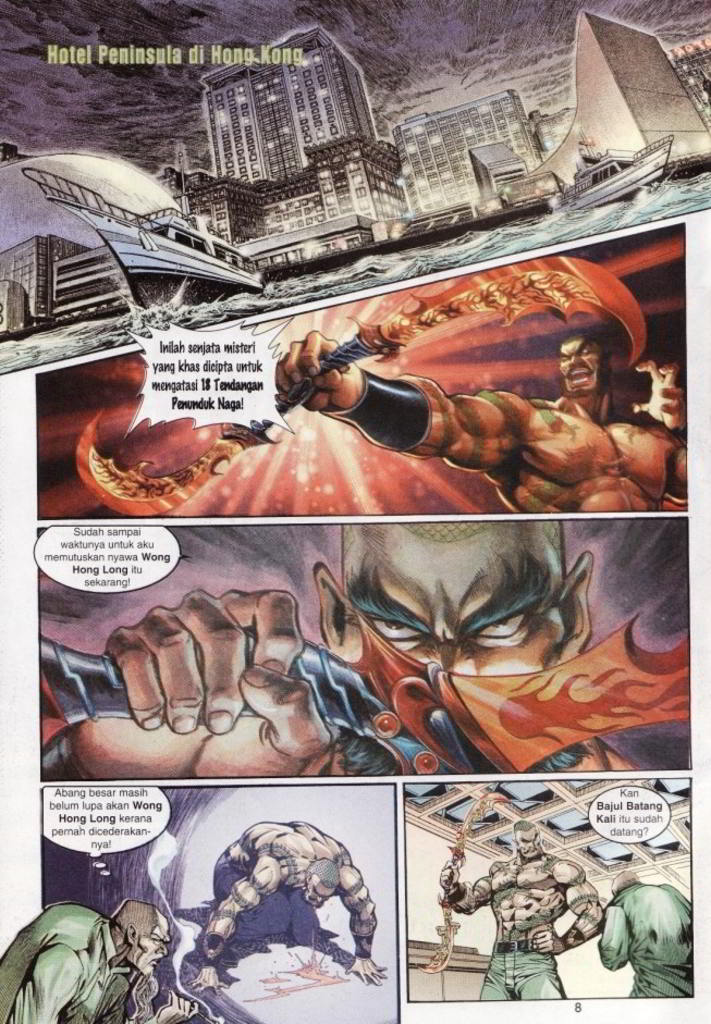 Hotel Peninsula di Hong Kong
Inilah senjata misteri
yang khas dicipta untuk
mengatasi 18 Tendangan
Penunduk Naga!
Sudah sampai
waktunya untuk aku
memutuskan nyawa Wong
Hong Long itu
sekarang!
Abang besar masih
belum lupa akan Wong
Hong Long kerana
pernah dicederakan-
nya!
Kan
Bajul Batang
Kali itu sudah
datang?
8